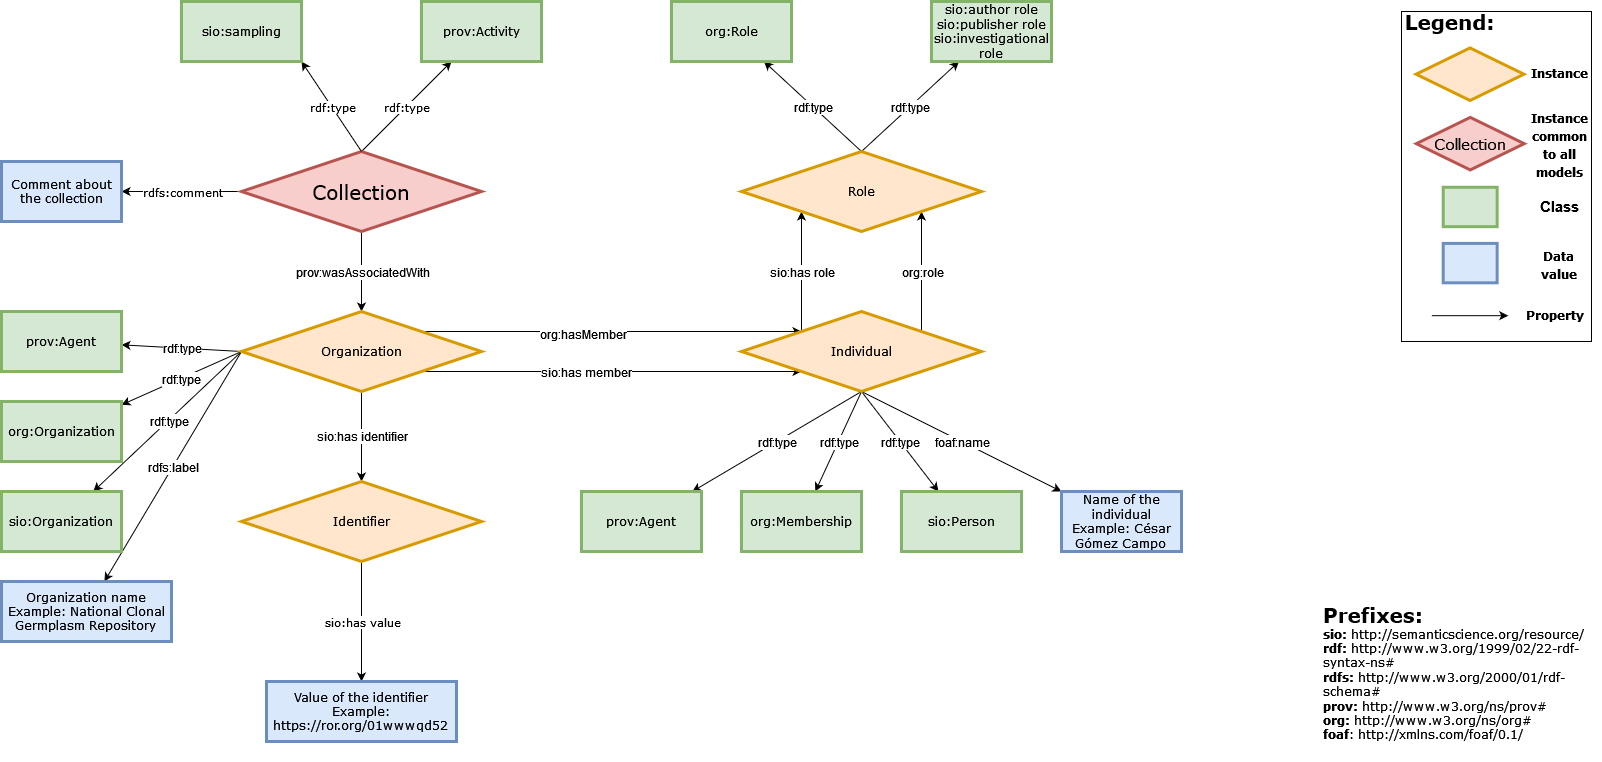 sio:sampling
prov:Activity
org:Role
sio:author role
sio:publisher role
sio:investigational
role
Legend:
Instance
Collection
Instance
common
to all
models
Class
Data
value
Property
rdf:type
rdf:type
rdf:type
rdf:type
Comment about
the collection
rdfs:comment
Collection
Role
prov:wasAssociatedWith
sio:has role
org:role
prov:Agent
rdf:type
Organization
org:hasMember
sio:has member
Individual
rdf:type
org:Organization
rdf:type
rdfs:label
sio:has identifier
rdf:type
rdf:type
rdf:type
foaf:name
sio:Organization
Identifier
prov:Agent
org:Membership
sio:Person
Name of the
individual
Example: César
Gómez Campo
Organization name
Example: National Clonal
Germplasm Repository
sio:has value
Value of the identifier
Example:
https://ror.org/01wwwqd52
Prefixes:
sio: http://semanticscience.org/resource/
rdf: http://www.w3.org/1999/02/22-rdf-
syntax-ns#
rdfs: http://www.w3.org/2000/01/rdf-
schema#
prov: http://www.w3.org/ns/prov#
org: http://www.w3.org/ns/org#
foaf: http://xmlns.com/foaf/0.1/